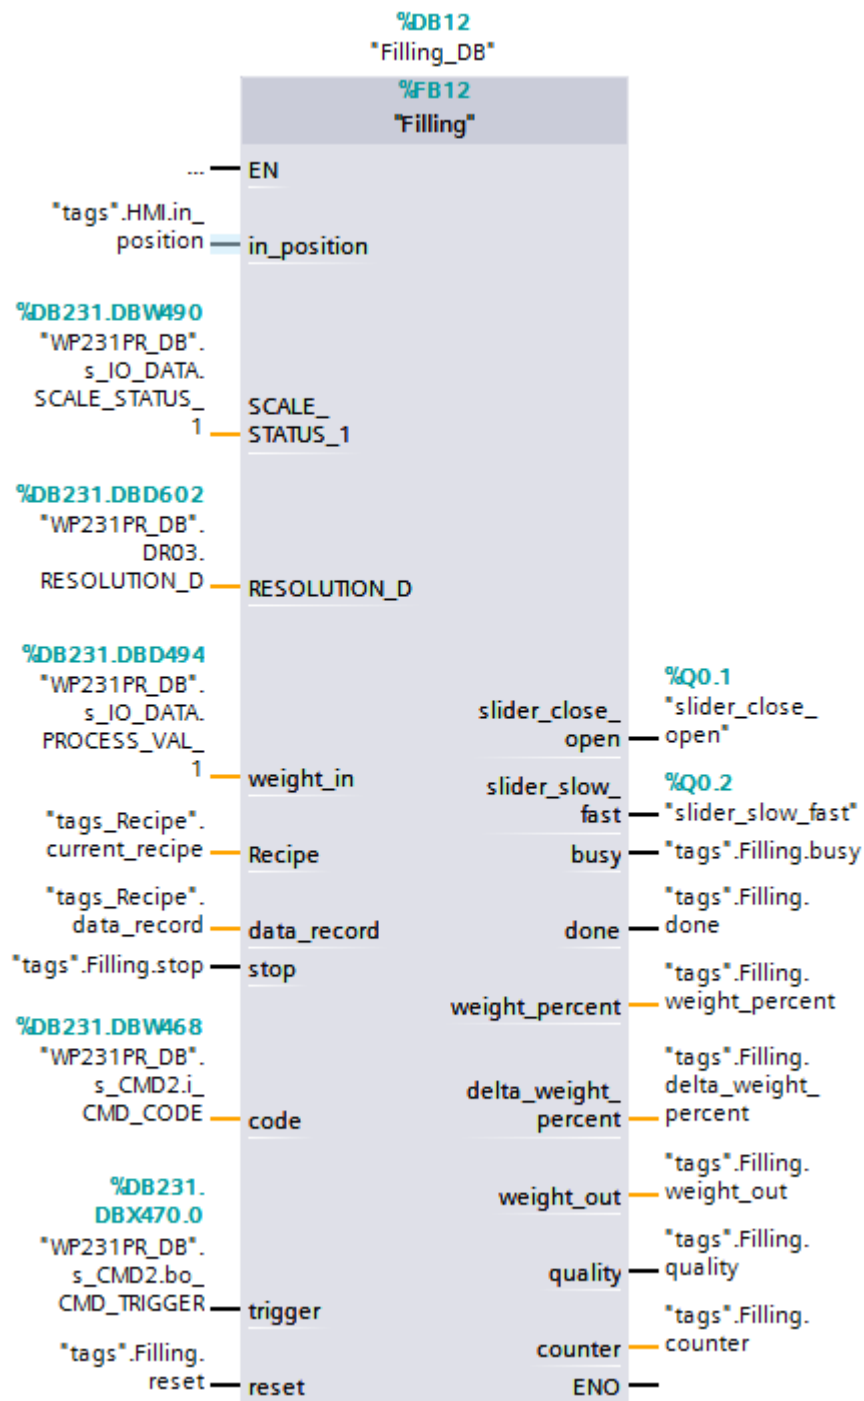 %DB12
"Filling_DB"
%FB12
"Filling"
... EN
"tags".HMI.in_
position in_position
%DB231.DBW490
"WP231PR_DB".
s_IO_DATA.
SCALE_STATUS_
1
SCALE_
STATUS_1
%DB231.DBD602
"WP231PR_DB".
DR03.
RESOLUTION_D RESOLUTION_D
%DB231.DBD494
"WP231PR_DB".
s_IO_DATA.
PROCESS_VAL_
1 weight_in
"tags_Recipe".
current_recipe Recipe
"tags_Recipe".
data_record data_record
"tags".Filling.stop stop
%DB231.DBW468
"WP231PR_DB".
s_CMD2.i_
CMD_CODE code
%DB231.
DBX470.0
"WP231PR_DB".
s_CMD2.bo_
CMD_TRIGGER trigger
"tags".Filling.
reset reset
slider_close_
open
%Q0.1
"slider_close_
open"
slider_slow_
fast
%Q0.2
"slider_slow_fast"
busy "tags".Filling.busy
done
"tags".Filling.
done
weight_percent
"tags".Filling.
weight_percent
delta_weight_
percent
"tags".Filling.
delta_weight_
percent
weight_out
"tags".Filling.
weight_out
quality
"tags".Filling.
quality
counter
"tags".Filling.
counter
ENO